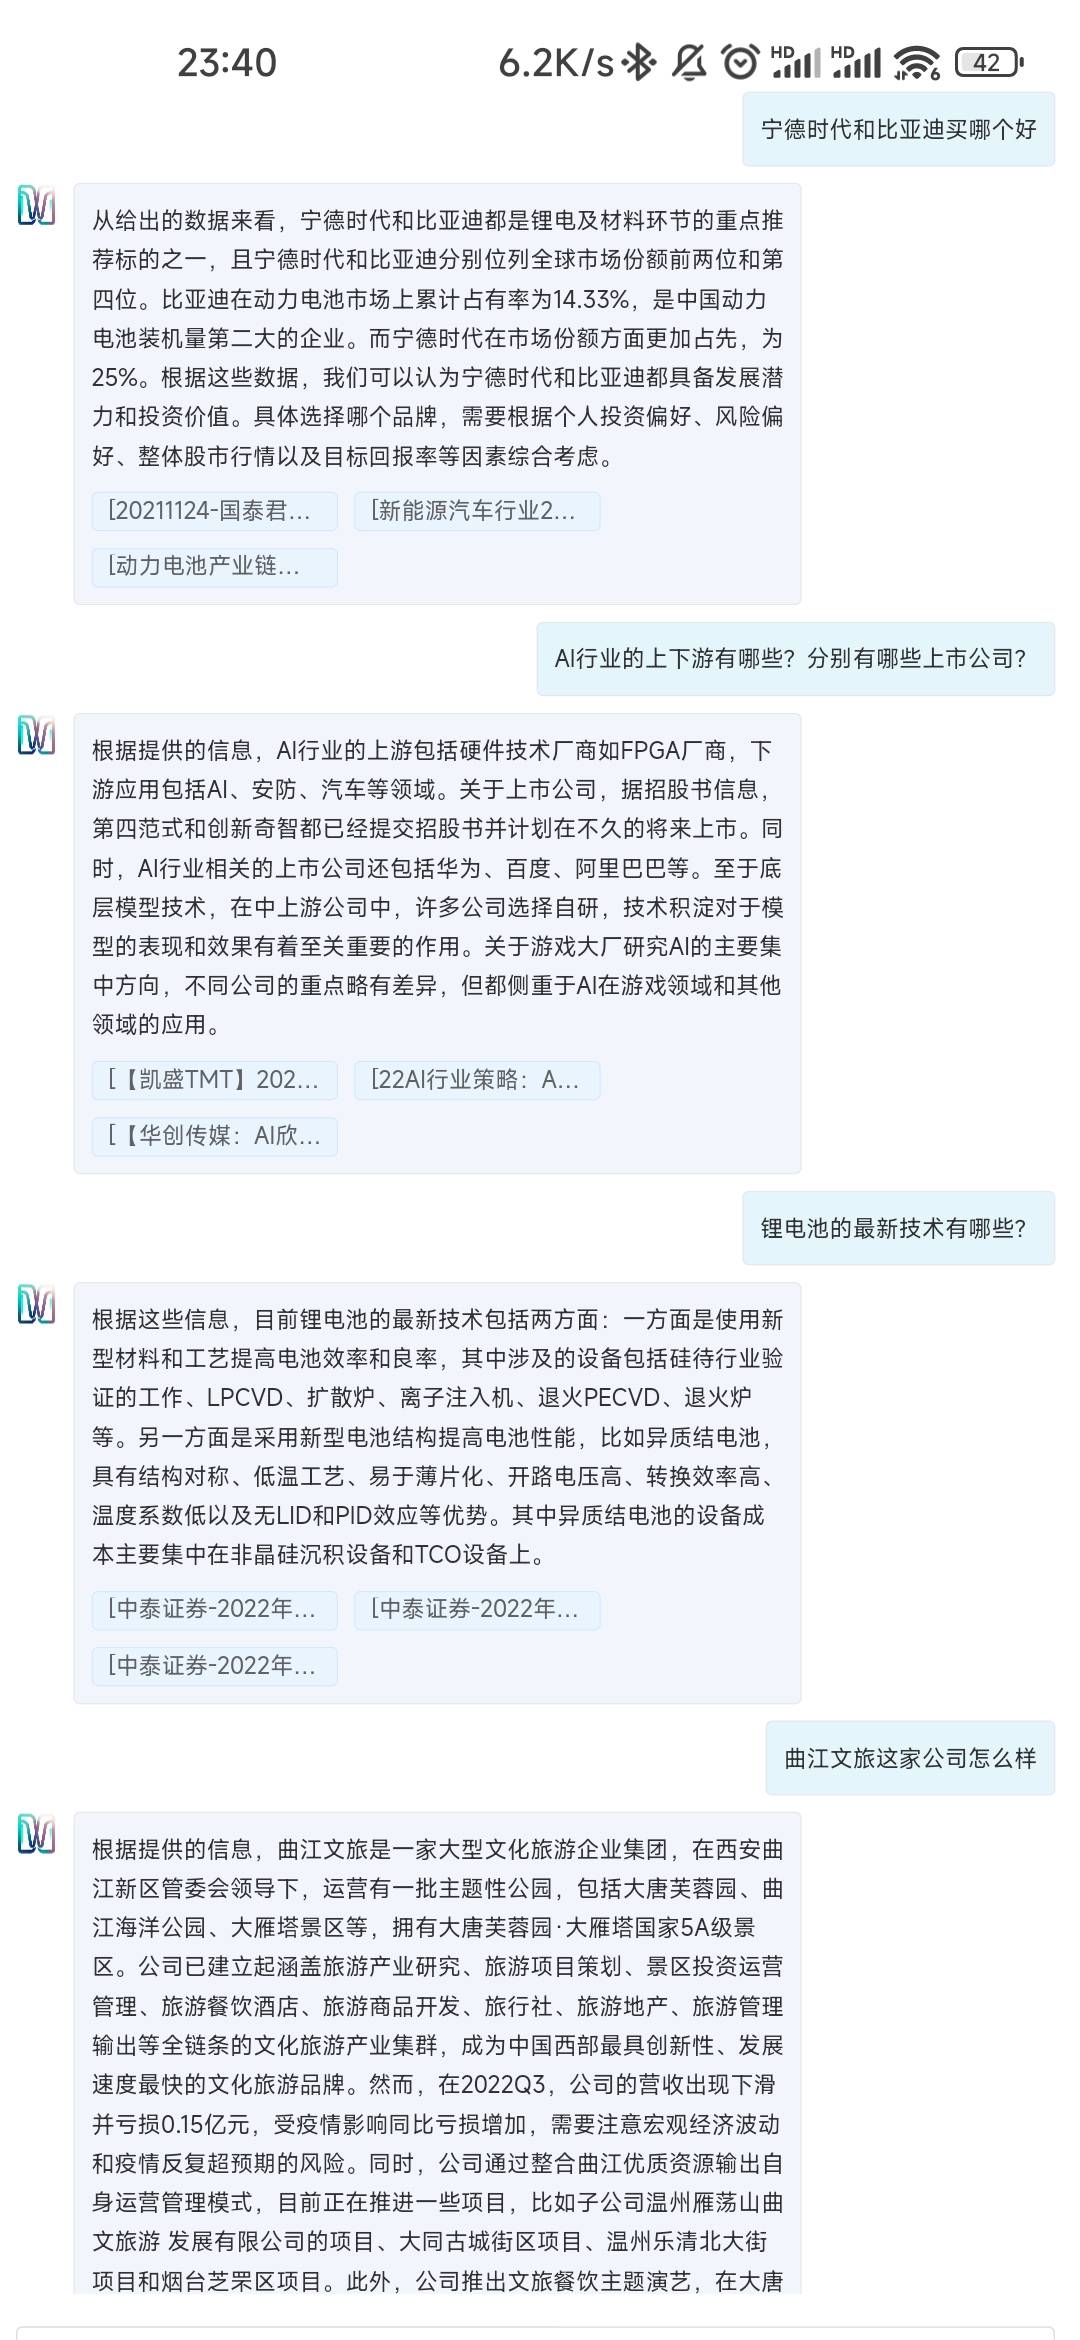 23:40
6.2K/s HD HD 6 42
宁德时代和比亚迪买哪个好
从给出的数据来看，宁德时代和比亚迪都是锂电及材料环节的重点推
荐标的之一，且宁德时代和比亚迪分别位列全球市场份额前两位和第
四位。比亚迪在动力电池市场上累计占有率为14.33%，是中国动力
电池装机量第二大的企业。而宁德时代在市场份额方面更加占先，为
25%。根据这些数据，我们可以认为宁德时代和比亚迪都具备发展潜
力和投资价值。具体选择哪个品牌，需要根据个人投资偏好、风险偏
好、整体股市行情以及目标回报率等因素综合考虑。
[20211124-国泰君...
[新能源汽车行业2...
[动力电池产业链...
AI行业的上下游有哪些？分别有哪些上市公司？
根据提供的信息，AI行业的上游包括硬件技术厂商如FPGA厂商，下
游应用包括AI、安防、汽车等领域。关于上市公司，据招股书信息，
第四范式和创新奇智都已经提交招股书并计划在不久的将来上市。同
时，AI行业相关的上市公司还包括华为、百度、阿里巴巴等。至于底
层模型技术，在中上游公司中，许多公司选择自研，技术积淀对于模
型的表现和效果有着至关重要的作用。关于游戏大厂研究AI的主要集
中方向，不同公司的重点略有差异，但都侧重于AI在游戏领域和其他
领域的应用。
[【凯盛TMT】202...
[22AI行业策略：A...
[【华创传媒：AI欣...
锂电池的最新技术有哪些？
根据这些信息，目前锂电池的最新技术包括两方面：一方面是使用新
型材料和工艺提高电池效率和良率，其中涉及的设备包括硅待行业验
证的工作、LPCVD、扩散炉、离子注入机、退火PECVD、退火炉
等。另一方面是采用新型电池结构提高电池性能，比如异质结电池，
具有结构对称、低温工艺、易于薄片化、开路电压高、转换效率高、
温度系数低以及无LID和PID效应等优势。其中异质结电池的设备成
本主要集中在非晶硅沉积设备和TCO设备上。
[中泰证券-2022年...
[中泰证券-2022年...
[中泰证券-2022年...
曲江文旅这家公司怎么样
根据提供的信息，曲江文旅是一家大型文化旅游企业集团，在西安曲
江新区管委会领导下，运营有一批主题性公园，包括大唐芙蓉园、曲
江海洋公园、大雁塔景区等，拥有大唐芙蓉园·大雁塔国家5A级景
区。公司已建立起涵盖旅游产业研究、旅游项目策划、景区投资运营
管理、旅游餐饮酒店、旅游商品开发、旅行社、旅游地产、旅游管理
输出等全链条的文化旅游产业集群，成为中国西部最具创新性、发展
速度最快的文化旅游品牌。然而，在2022Q3，公司的营收出现下滑
并亏损0.15亿元，受疫情影响同比亏损增加，需要注意宏观经济波动
和疫情反复超预期的风险。同时，公司通过整合曲江优质资源输出自
身运营管理模式，目前正在推进一些项目，比如子公司温州雁荡山曲
文旅游 发展有限公司的项目、大同古城街区项目、温州乐清北大街
项目和烟台芝罘区项目。此外，公司推出文旅餐饮主题演艺，在大唐